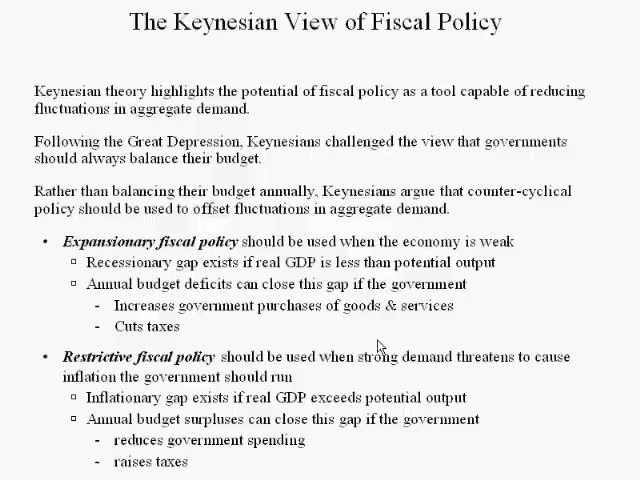 The Keynesian View of Fiscal Policy
Keynesian theory highlights the potential of fiscal policy as a tool capable of reducing
fluctuations in aggregate demand.
Following the Great Depression, Keynesians challenged the view that governments
should always balance their budget.
Rather than balancing their budget annually, Keynesians argue that counter-cyclical
policy should be used to offset fluctuations in aggregate demand.
• Expansionary fiscal policy should be used when the economy is weak
▫ Recessionary gap exists if real GDP is less than potential output
▫ Annual budget deficits can close this gap if the government
- Increases government purchases of goods & services
- Cuts taxes
• Restrictive fiscal policy should be used when strong demand threatens to cause
inflation the government should run
▫ Inflationary gap exists if real GDP exceeds potential output
▫ Annual budget surpluses can close this gap if the government
- reduces government spending
- raises taxes